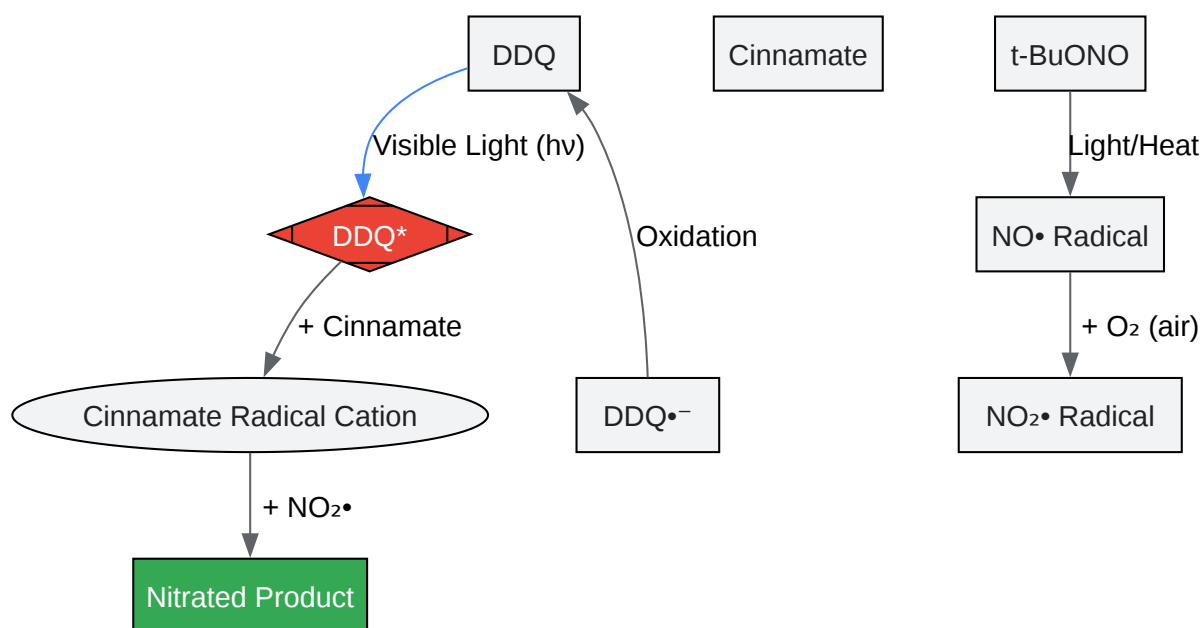 DDQ
Cinnamate
t-BuONO
Visible Light (hν)
Light/Heat
DDQ*
Oxidation
NO• Radical
+ Cinnamate
+ O₂ (air)
Cinnamate Radical Cation
DDQ•⁻
NO₂• Radical
+ NO₂•
Nitrated Product